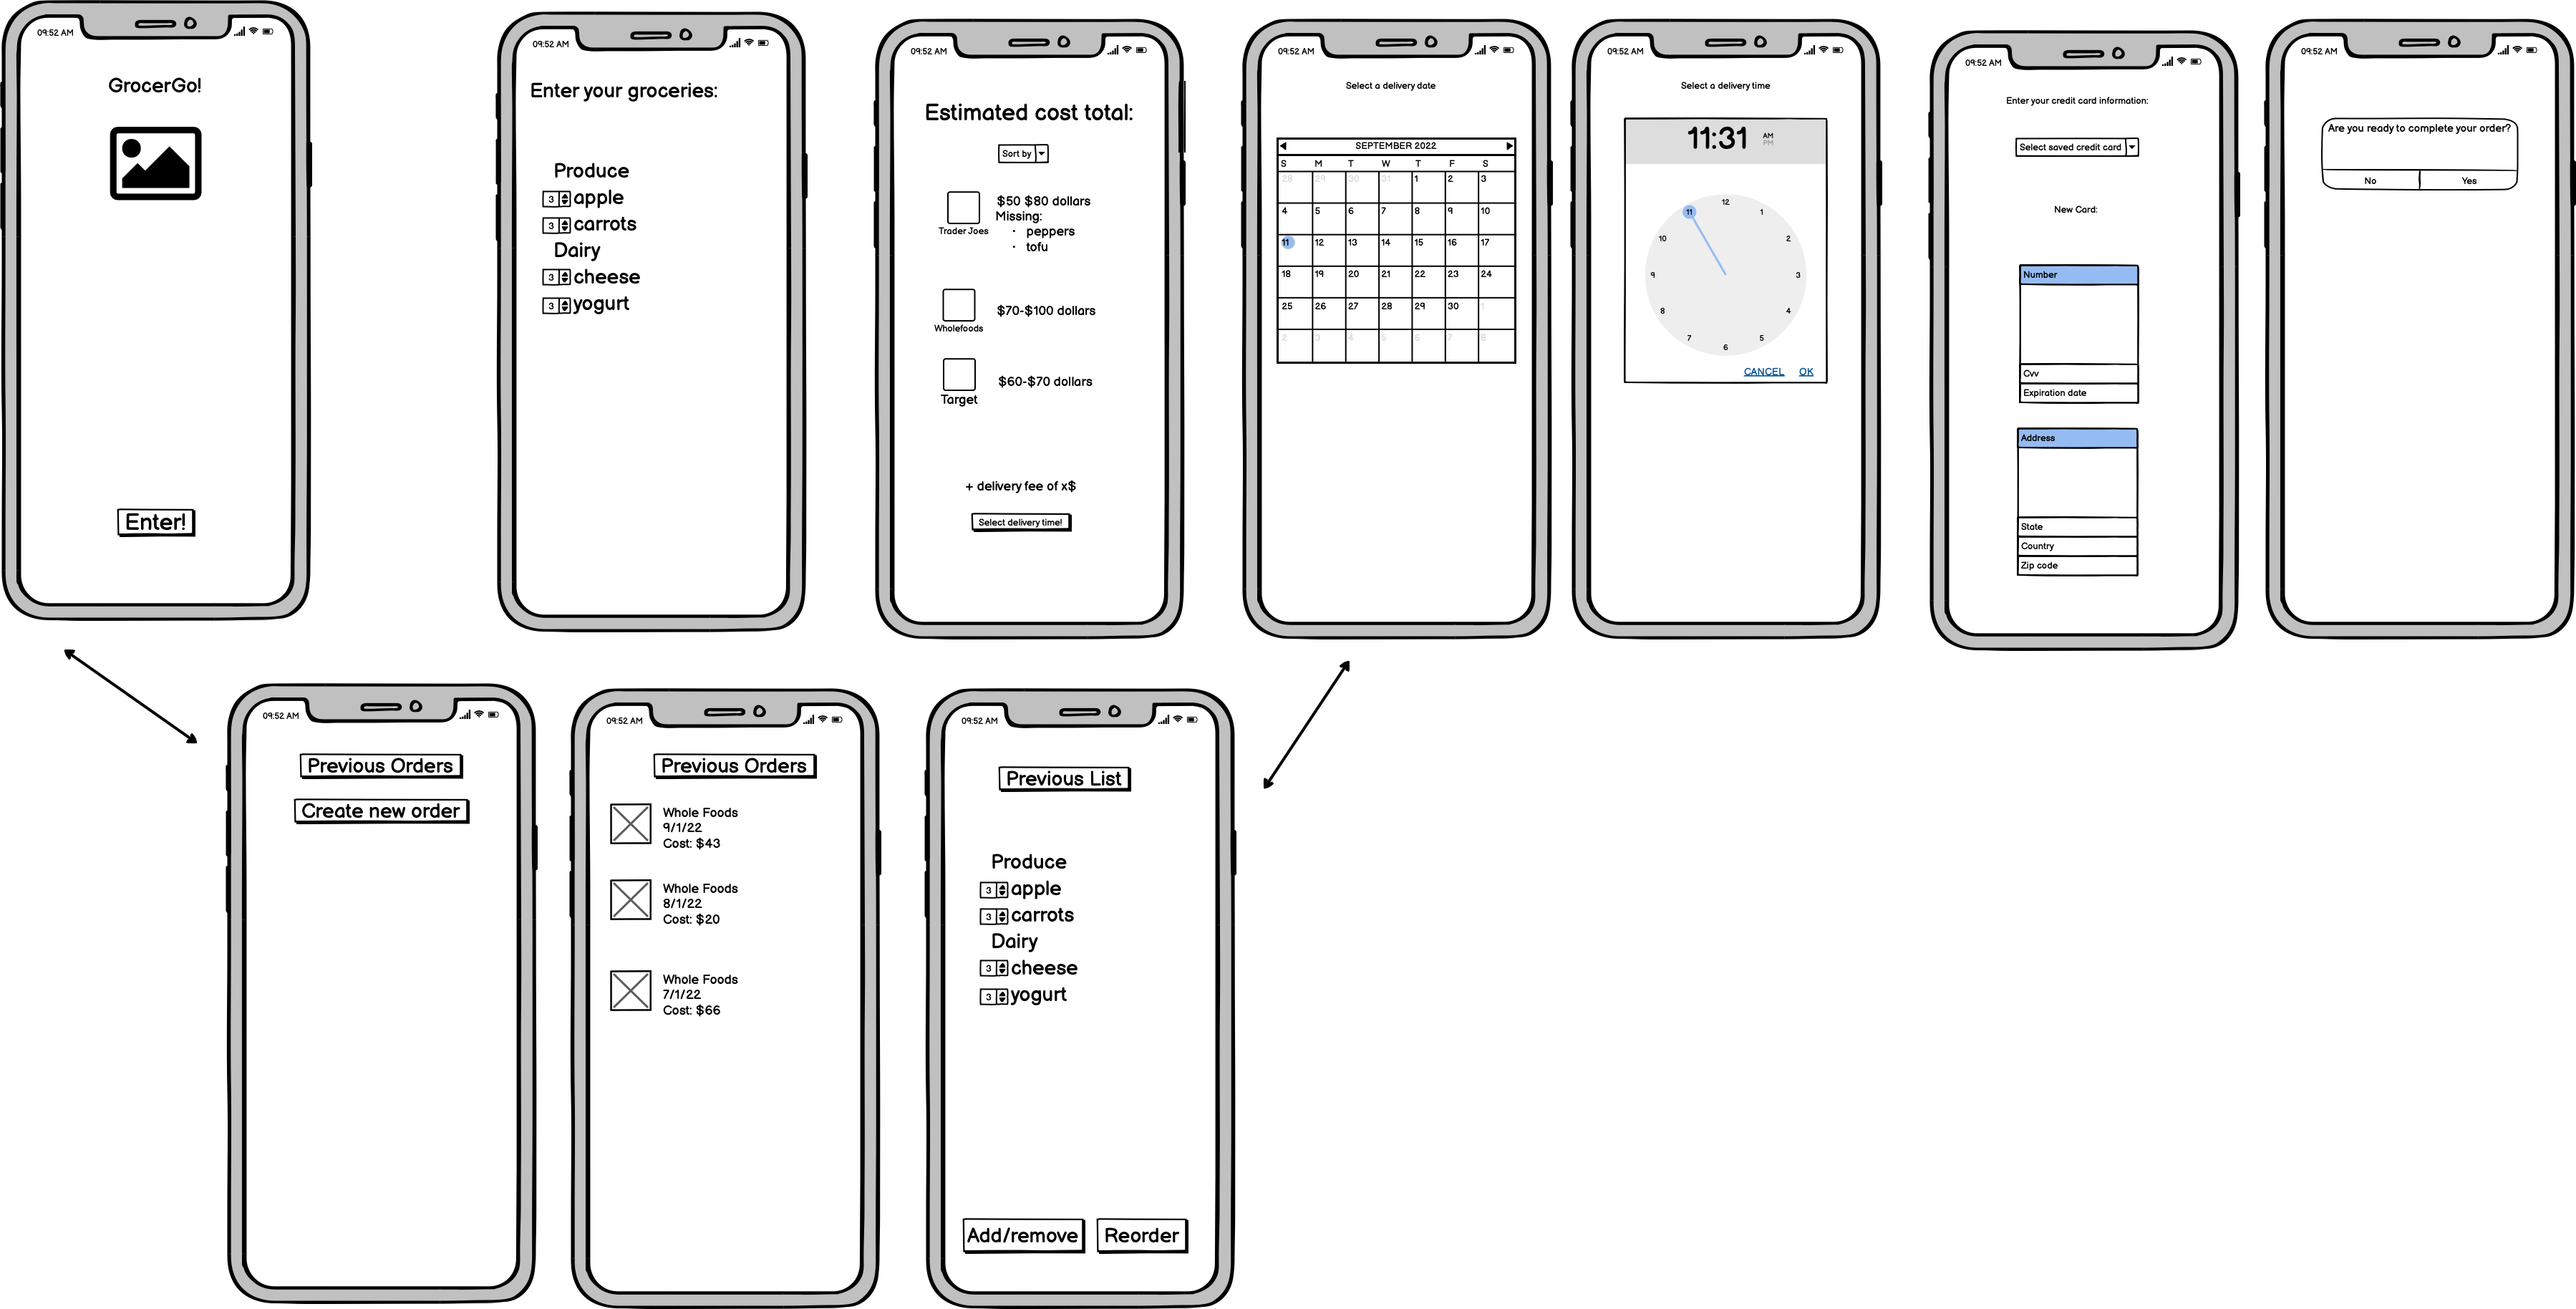 09:52 AM
GrocerGo!
Enter!
09:52 AM
Enter your groceries:
Produce
3 apple
3 carrots
Dairy
3 cheese
3 yogurt
09:52 AM
Estimated cost total:
Sort by
$50 $80 dollars
Missing:
· peppers
· tofu
Trader Joes
$70-$100 dollars
Wholefoods
$60-$70 dollars
Target
+ delivery fee of x$
Select delivery time!
09:52 AM
Select a delivery date
SEPTEMBER 2022
S M T W T F S
28 29 30 31 1 2 3
4 5 6 7 8 9 10
11 12 13 14 15 16 17
18 19 20 21 22 23 24
25 26 27 28 29 30 1
2 3 4 5 6 7 8
09:52 AM
Select a delivery time
11:31 AM
PM
12
11 1
10 2
9 3
8 4
7 5
6
CANCEL OK
09:52 AM
Enter your credit card information:
Select saved credit card
New Card:
Number
Cvv
Expiration date
Address
State
Country
Zip code
09:52 AM
Are you ready to complete your order?
No Yes
09:52 AM
Previous Orders
Create new order
09:52 AM
Previous Orders
Whole Foods
9/1/22
Cost: $43
Whole Foods
8/1/22
Cost: $20
Whole Foods
7/1/22
Cost: $66
09:52 AM
Previous List
Produce
3 apple
3 carrots
Dairy
3 cheese
3 yogurt
Add/remove Reorder